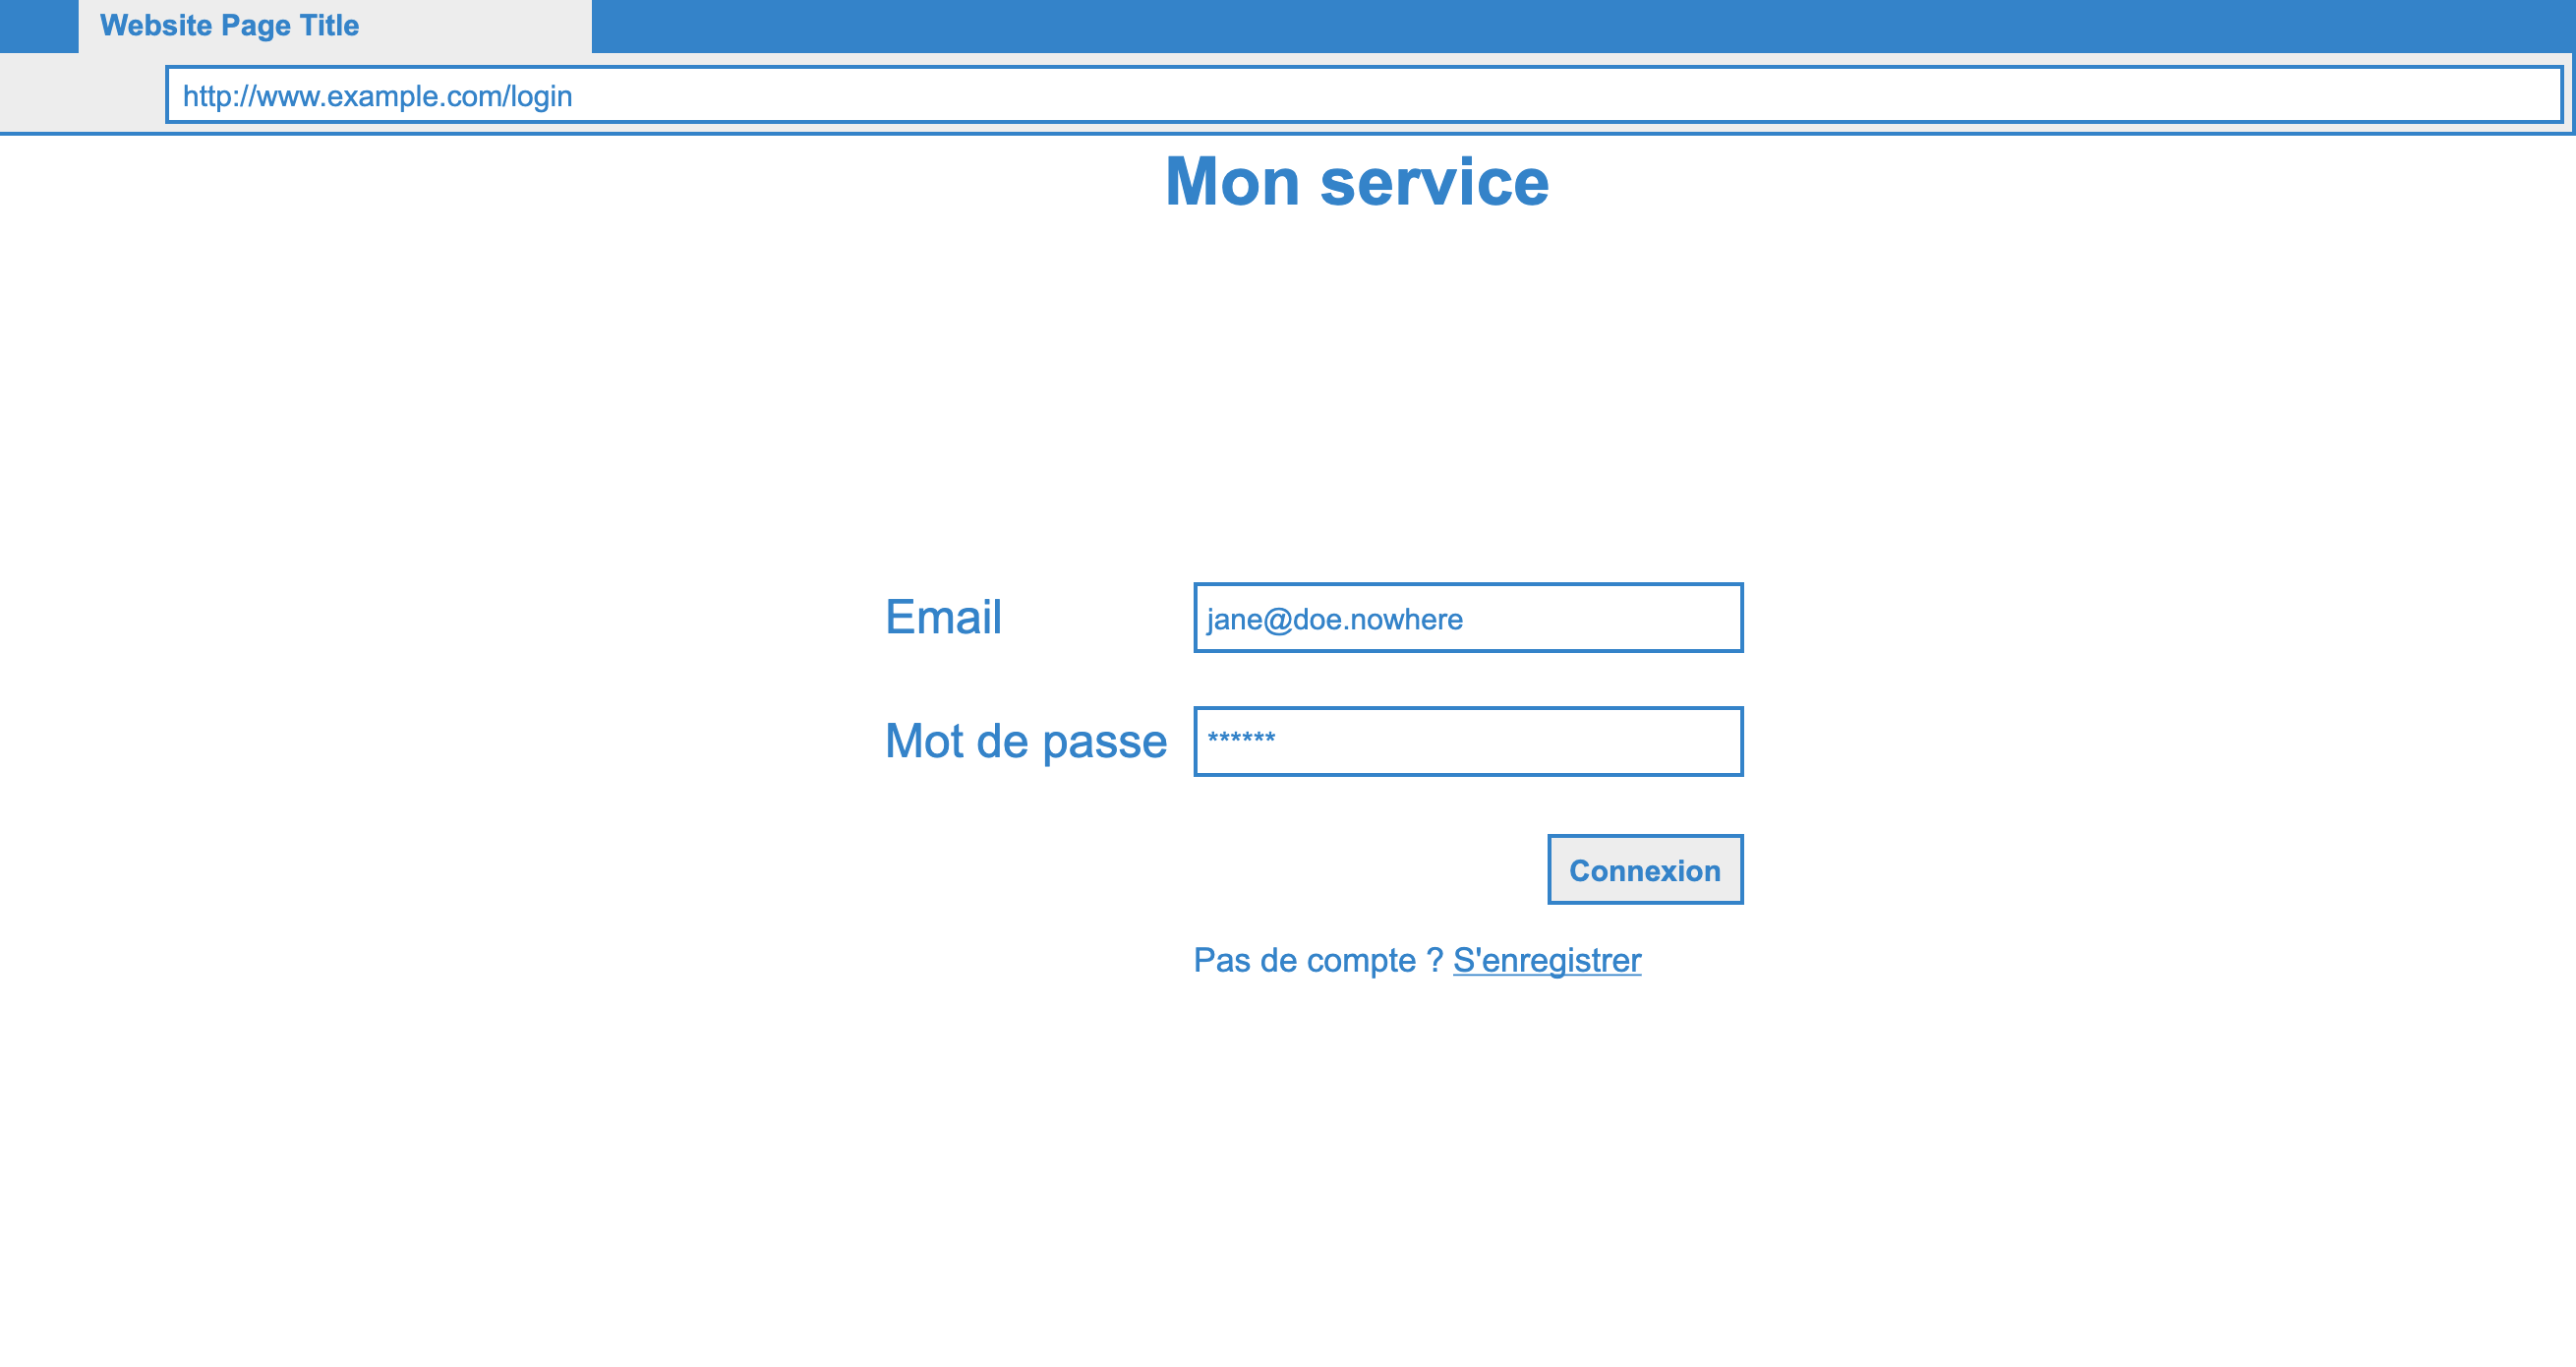 Website Page Title
http://www.example.com/login
Mon service
Email
jane@doe.nowhere
Mot de passe
******
Connexion
Pas de compte ? S'enregistrer